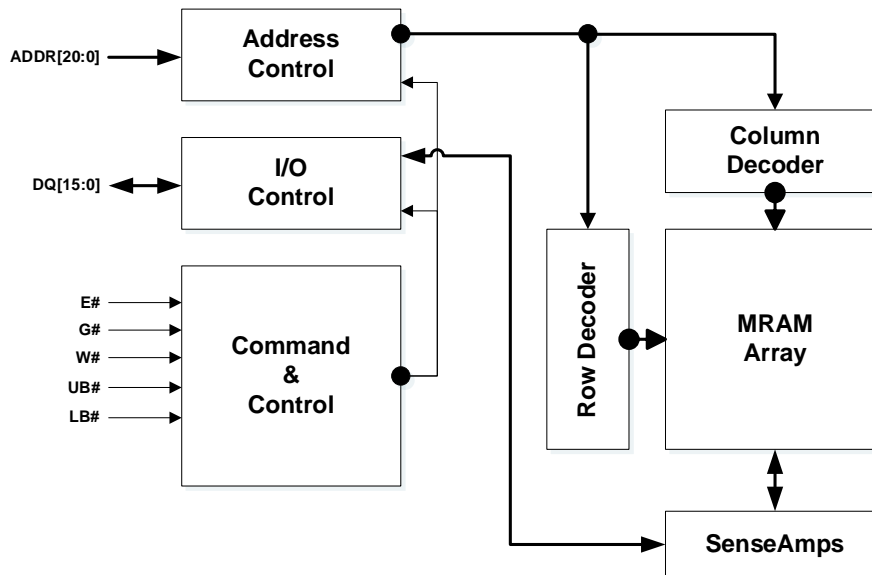 ADDR[20:0]
Address
Control
DQ[15:0]
I/O
Control
Column
Decoder
E#
G#
W#
UB#
LB#
Command
&
Control
Row Decoder
MRAM
Array
SenseAmps